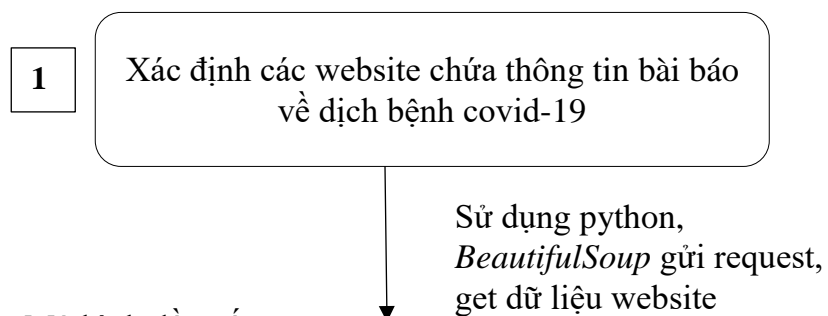 1
Xác định các website chứa thông tin bài báo
về dịch bệnh covid-19
Sử dụng python,
BeautifulSoup gửi request,
get dữ liệu website